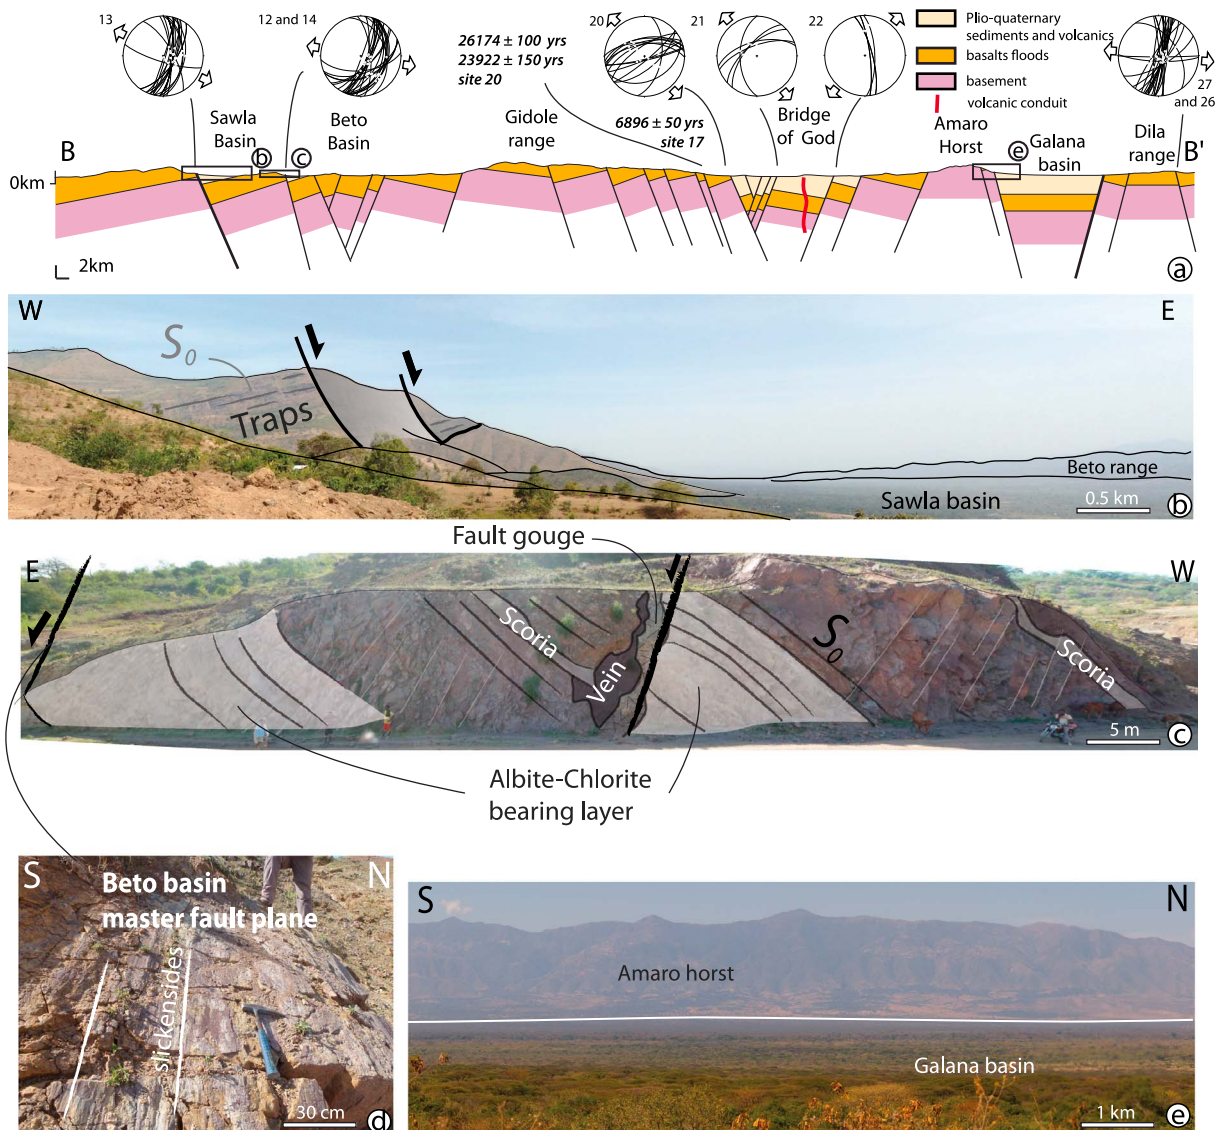 13
12 and 14
26174 ± 100 yrs
23922 ± 150 yrs
site 20
20
21
22
Plio-quaternary
sediments and volcanics
basalts floods
basement
volcanic conduit
27
and 26
Sawla
Basin
Beto
Basin
Gidole
range
6896 ± 50 yrs
site 17
Bridge
of God
Amaro
Horst
Galana
basin
Dila
range
B
B'
b
c
e
0km
2km
a
W
E
S0
Traps
Beto range
Sawla basin
0.5 km
b
Fault gouge
E
W
Scoria
Vein
S0
Scoria
5 m
c
Albite-Chlorite
bearing layer
S
N
Beto basin
master fault plane
slickensides
30 cm
d
S
N
Amaro horst
Galana basin
1 km
e